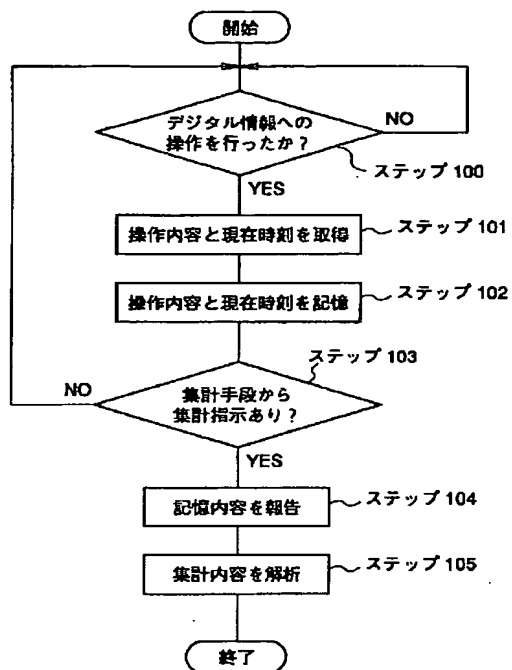 開始
デジタル情報への
操作を行ったか?
NO
ステップ 100
YES
操作内容と現在時刻を取得
ステップ 101
操作内容と現在時刻を記憶
ステップ 102
ステップ 103
集計手段から
集計指示あり?
NO
YES
記憶内容を報告
ステップ 104
集計内容を解析
ステップ 105
終了